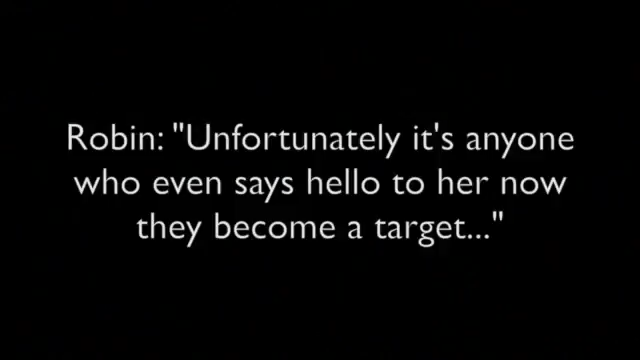 Robin: "Unfortunately it's anyone
who even says hello to her now
they become a target..."